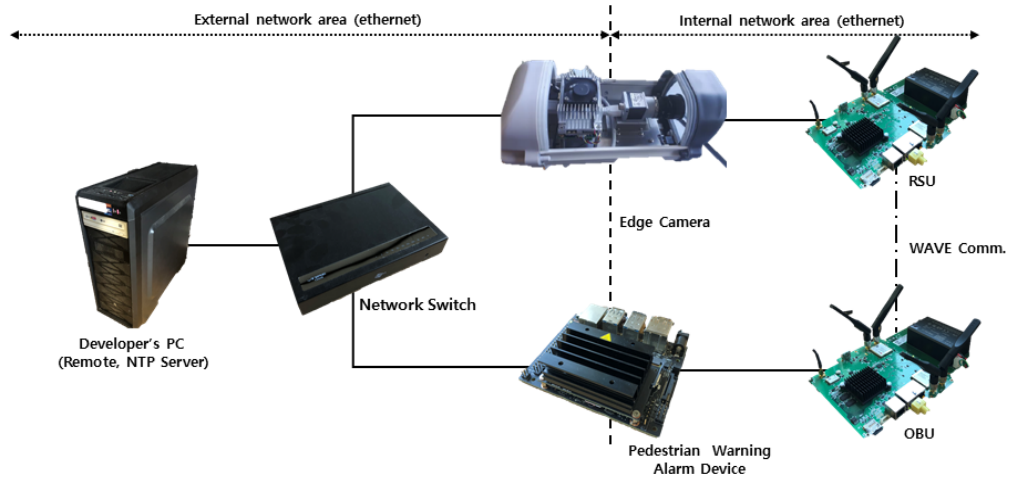 External network area (ethernet)
Internal network area (ethernet)
RSU
Edge Camera
WAVE Comm.
Network Switch
Developer's PC
(Remote, NTP Server)
OBU
Pedestrian Warning
Alarm Device